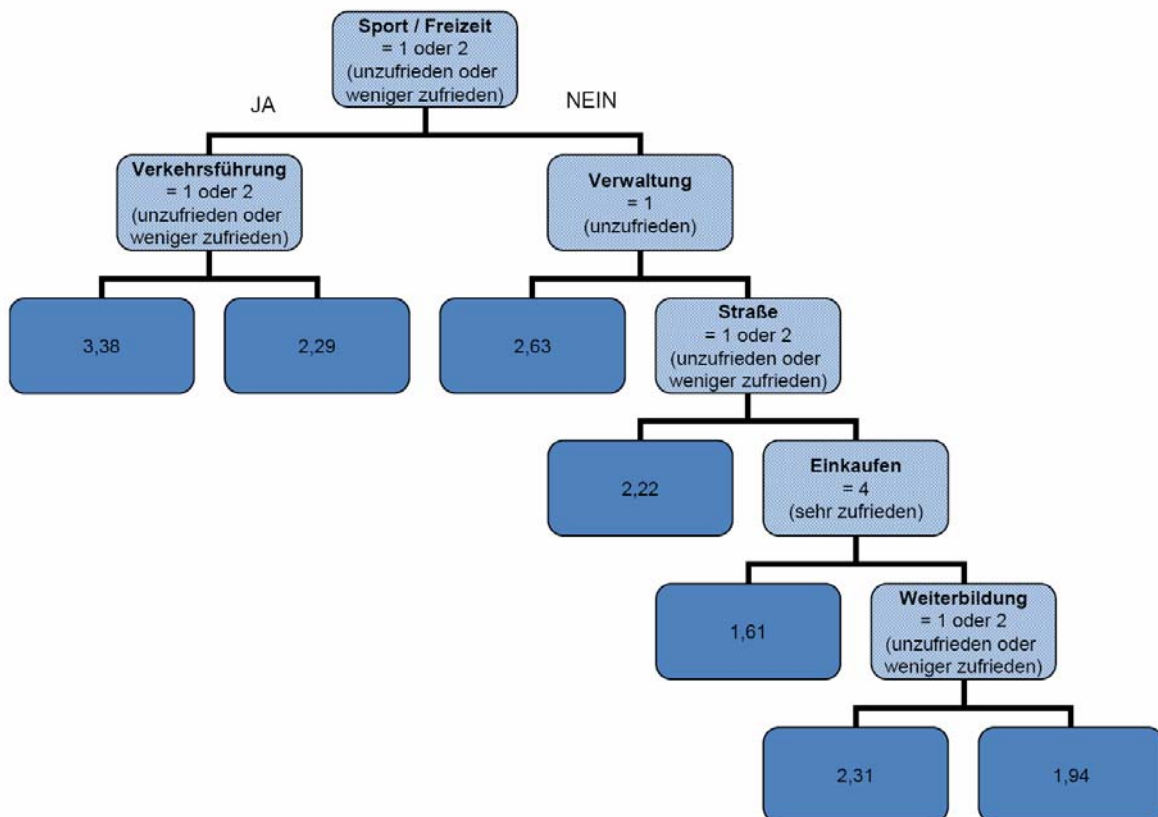 Sport / Freizeit
= 1 oder 2
(unzufrieden oder
weniger zufrieden)
JA
NEIN
Verkehrsführung
= 1 oder 2
(unzufrieden oder
weniger zufrieden)
Verwaltung
= 1
(unzufrieden)
3,38
2,29
2,63
Straße
= 1 oder 2
(unzufrieden oder
weniger zufrieden)
2,22
Einkaufen
= 4
(sehr zufrieden)
1,61
Weiterbildung
= 1 oder 2
(unzufrieden oder
weniger zufrieden)
2,31
1,94